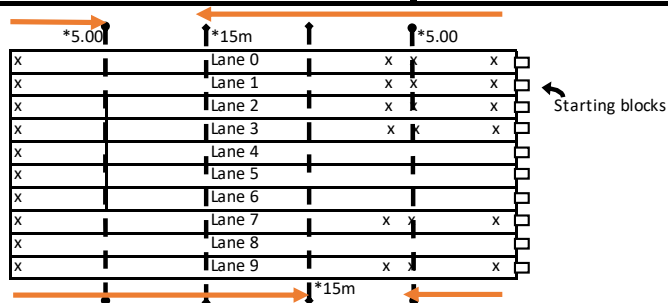 *5.00 *15m *5.00
x Lane 0 x x x
x Lane 1 x x x
x Lane 2 x x x
Starting blocks
x Lane 3 x x x
x Lane 4
x Lane 5
x Lane 6
x Lane 7 x x x
x Lane 8
x Lane 9 x x x
*15m